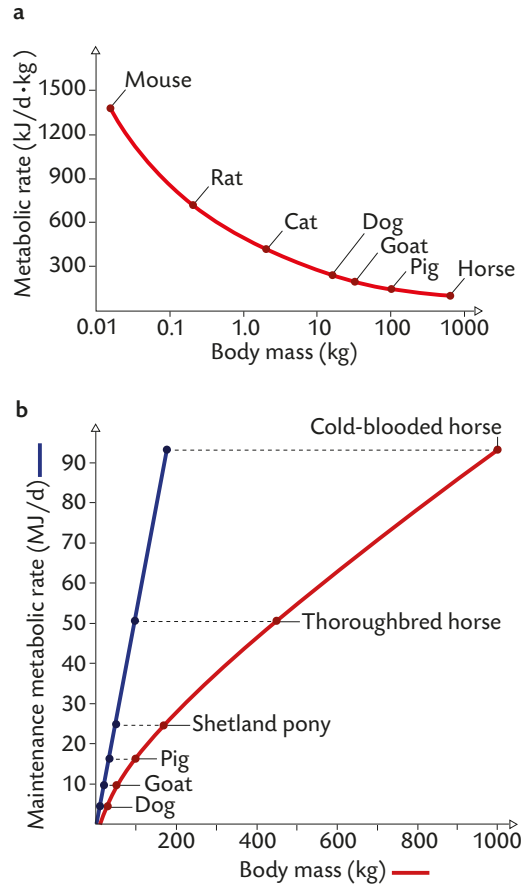 a
Metabolic rate (kJ/d·kg)
1500
1200
900
600
300
Mouse
Rat
Cat
Dog
Goat
Pig
Horse
0.01 0.1 1.0 10 100 1000
Body mass (kg)
b
Maintenance metabolic rate (MJ/d)
90
80
70
60
50
40
30
20
10
Cold-blooded horse
Thoroughbred horse
Shetland pony
Pig
Goat
Dog
200 400 600 800 1000
Body mass (kg)